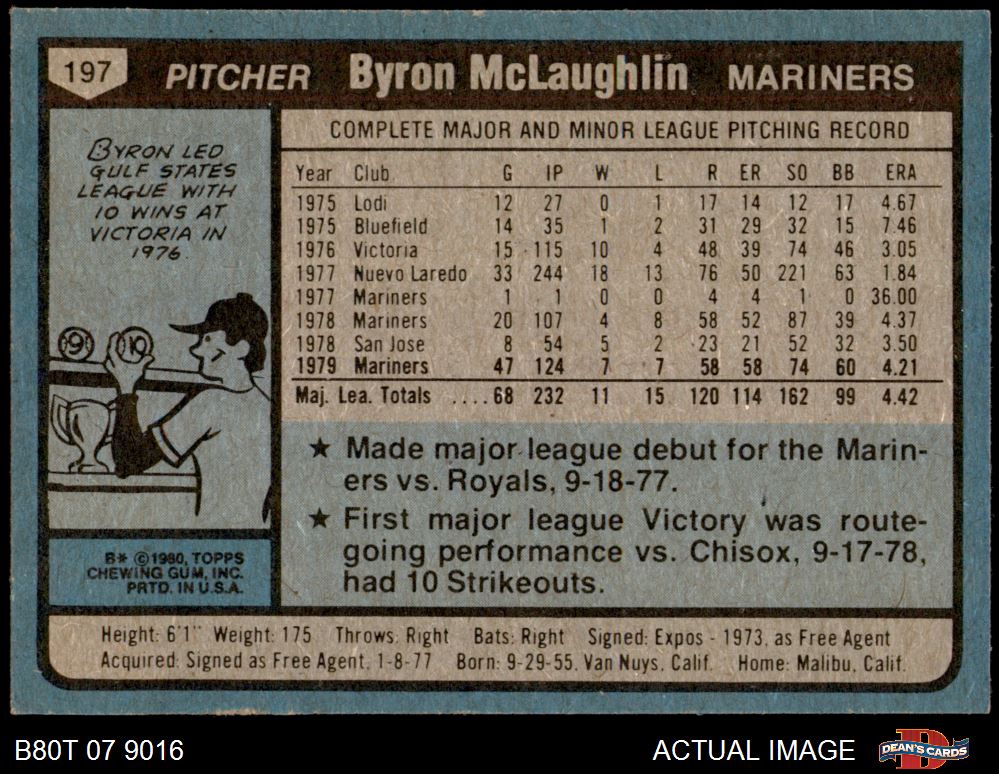 197 PITCHER Byron McLaughlin MARINERS
BYRON LED
GULF STATES
LEAGUE WITH
10 WINS AT
VICTORIA IN
1976.
9 10
COMPLETE MAJOR AND MINOR LEAGUE PITCHING RECORD
Year Club G IP W L R ER SO BB ERA
1975 Lodi 12 27 0 1 17 14 12 17 4.67
1975 Bluefield 14 35 1 2 31 29 32 15 7.46
1976 Victoria 15 115 10 4 48 39 74 46 3.05
1977 Nuevo Laredo 33 244 18 13 76 50 221 63 1.84
1977 Mariners 1 1 0 0 4 4 1 0 36.00
1978 Mariners 20 107 4 8 58 52 87 39 4.37
1978 San Jose 8 54 5 2 23 21 52 32 3.50
1979 Mariners 47 124 7 7 58 58 74 60 4.21
Maj. Lea. Totals ....68 232 11 15 120 114 162 99 4.42
★ Made major league debut for the Marin-
ers vs. Royals, 9-18-77.
★ First major league Victory was route-
going performance vs. Chisox, 9-17-78,
had 10 Strikeouts.
B* ©1980, TOPPS
CHEWING GUM, INC.
PRTD. IN U.S.A.
Height: 6'1" Weight: 175 Throws: Right Bats: Right Signed: Expos - 1973, as Free Agent
Acquired: Signed as Free Agent, 1-8-77 Born: 9-29-55, Van Nuys, Calif. Home: Malibu, Calif.
B80T 07 9016 ACTUAL IMAGE DEAN'S CARDS